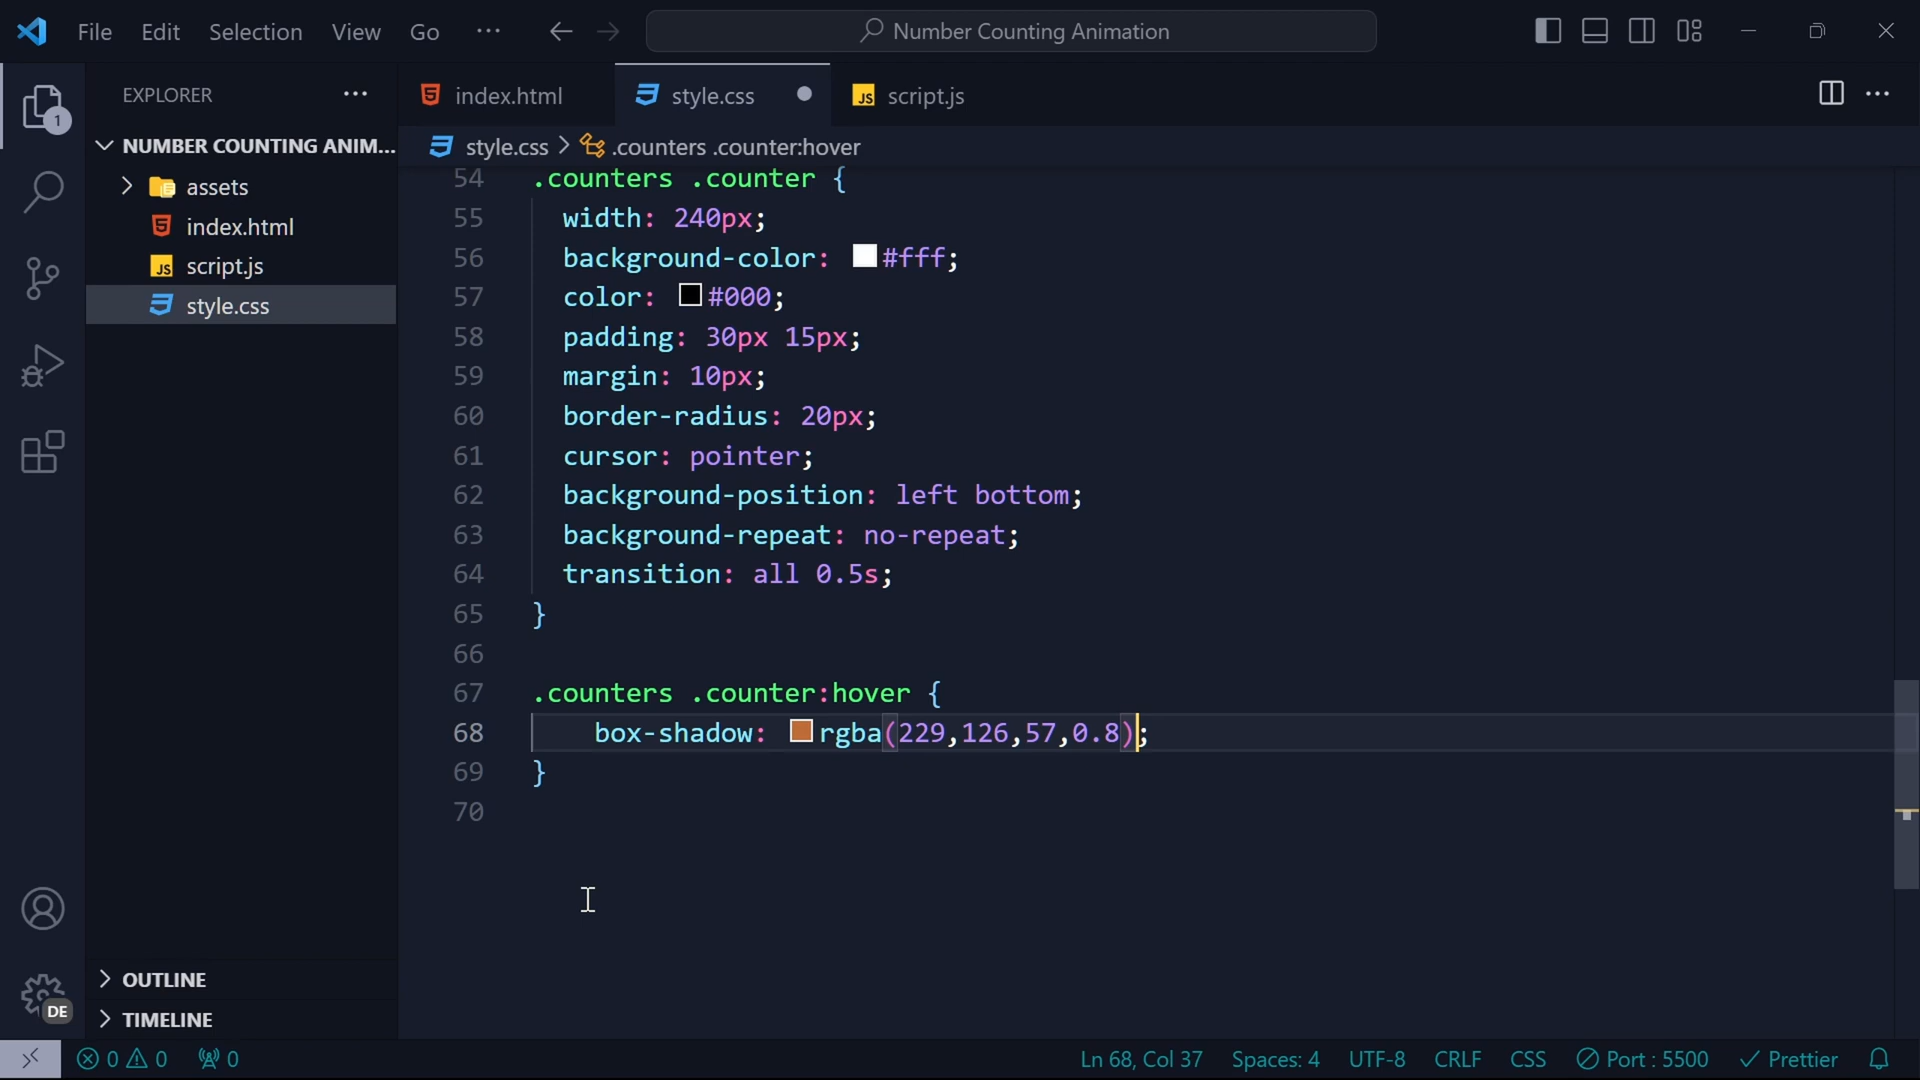 File Edit Selection View Go ··· Number Counting Animation
EXPLORER ···
index.html
style.css
script.js
1
NUMBER COUNTING ANIM...
assets
index.html
script.js
style.css
style.css > .counters .counter:hover
54 .counters .counter {
55 width: 240px;
56 background-color: #fff;
57 color: #000;
58 padding: 30px 15px;
59 margin: 10px;
60 border-radius: 20px;
61 cursor: pointer;
62 background-position: left bottom;
63 background-repeat: no-repeat;
64 transition: all 0.5s;
65 }
66
67 .counters .counter:hover {
68 box-shadow: rgba(229,126,57,0.8);
69 }
70
OUTLINE
DE
TIMELINE
0 0 0 Ln 68, Col 37 Spaces: 4 UTF-8 CRLF CSS Port : 5500 Prettier